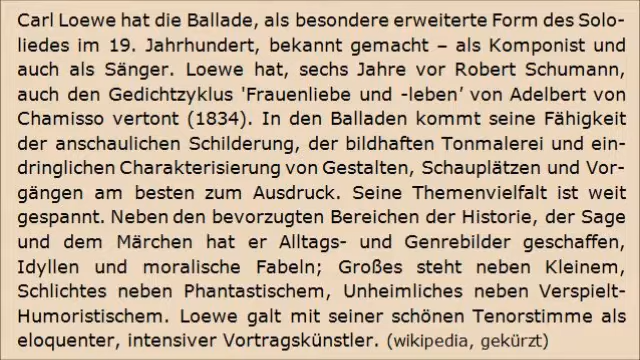 Carl Loewe hat die Ballade, als besondere erweiterte Form des Solo-
liedes im 19. Jahrhundert, bekannt gemacht – als Komponist und
auch als Sänger. Loewe hat, sechs Jahre vor Robert Schumann,
auch den Gedichtzyklus 'Frauenliebe und -leben’ von Adelbert von
Chamisso vertont (1834). In den Balladen kommt seine Fähigkeit
der anschaulichen Schilderung, der bildhaften Tonmalerei und ein-
dringlichen Charakterisierung von Gestalten, Schauplätzen und Vor-
gängen am besten zum Ausdruck. Seine Themenvielfalt ist weit
gespannt. Neben den bevorzugten Bereichen der Historie, der Sage
und dem Märchen hat er Alltags- und Genrebilder geschaffen,
Idyllen und moralische Fabeln; Großes steht neben Kleinem,
Schlichtes neben Phantastischem, Unheimliches neben Verspielt-
Humoristischem. Loewe galt mit seiner schönen Tenorstimme als
eloquenter, intensiver Vortragskünstler. (wikipedia, gekürzt)